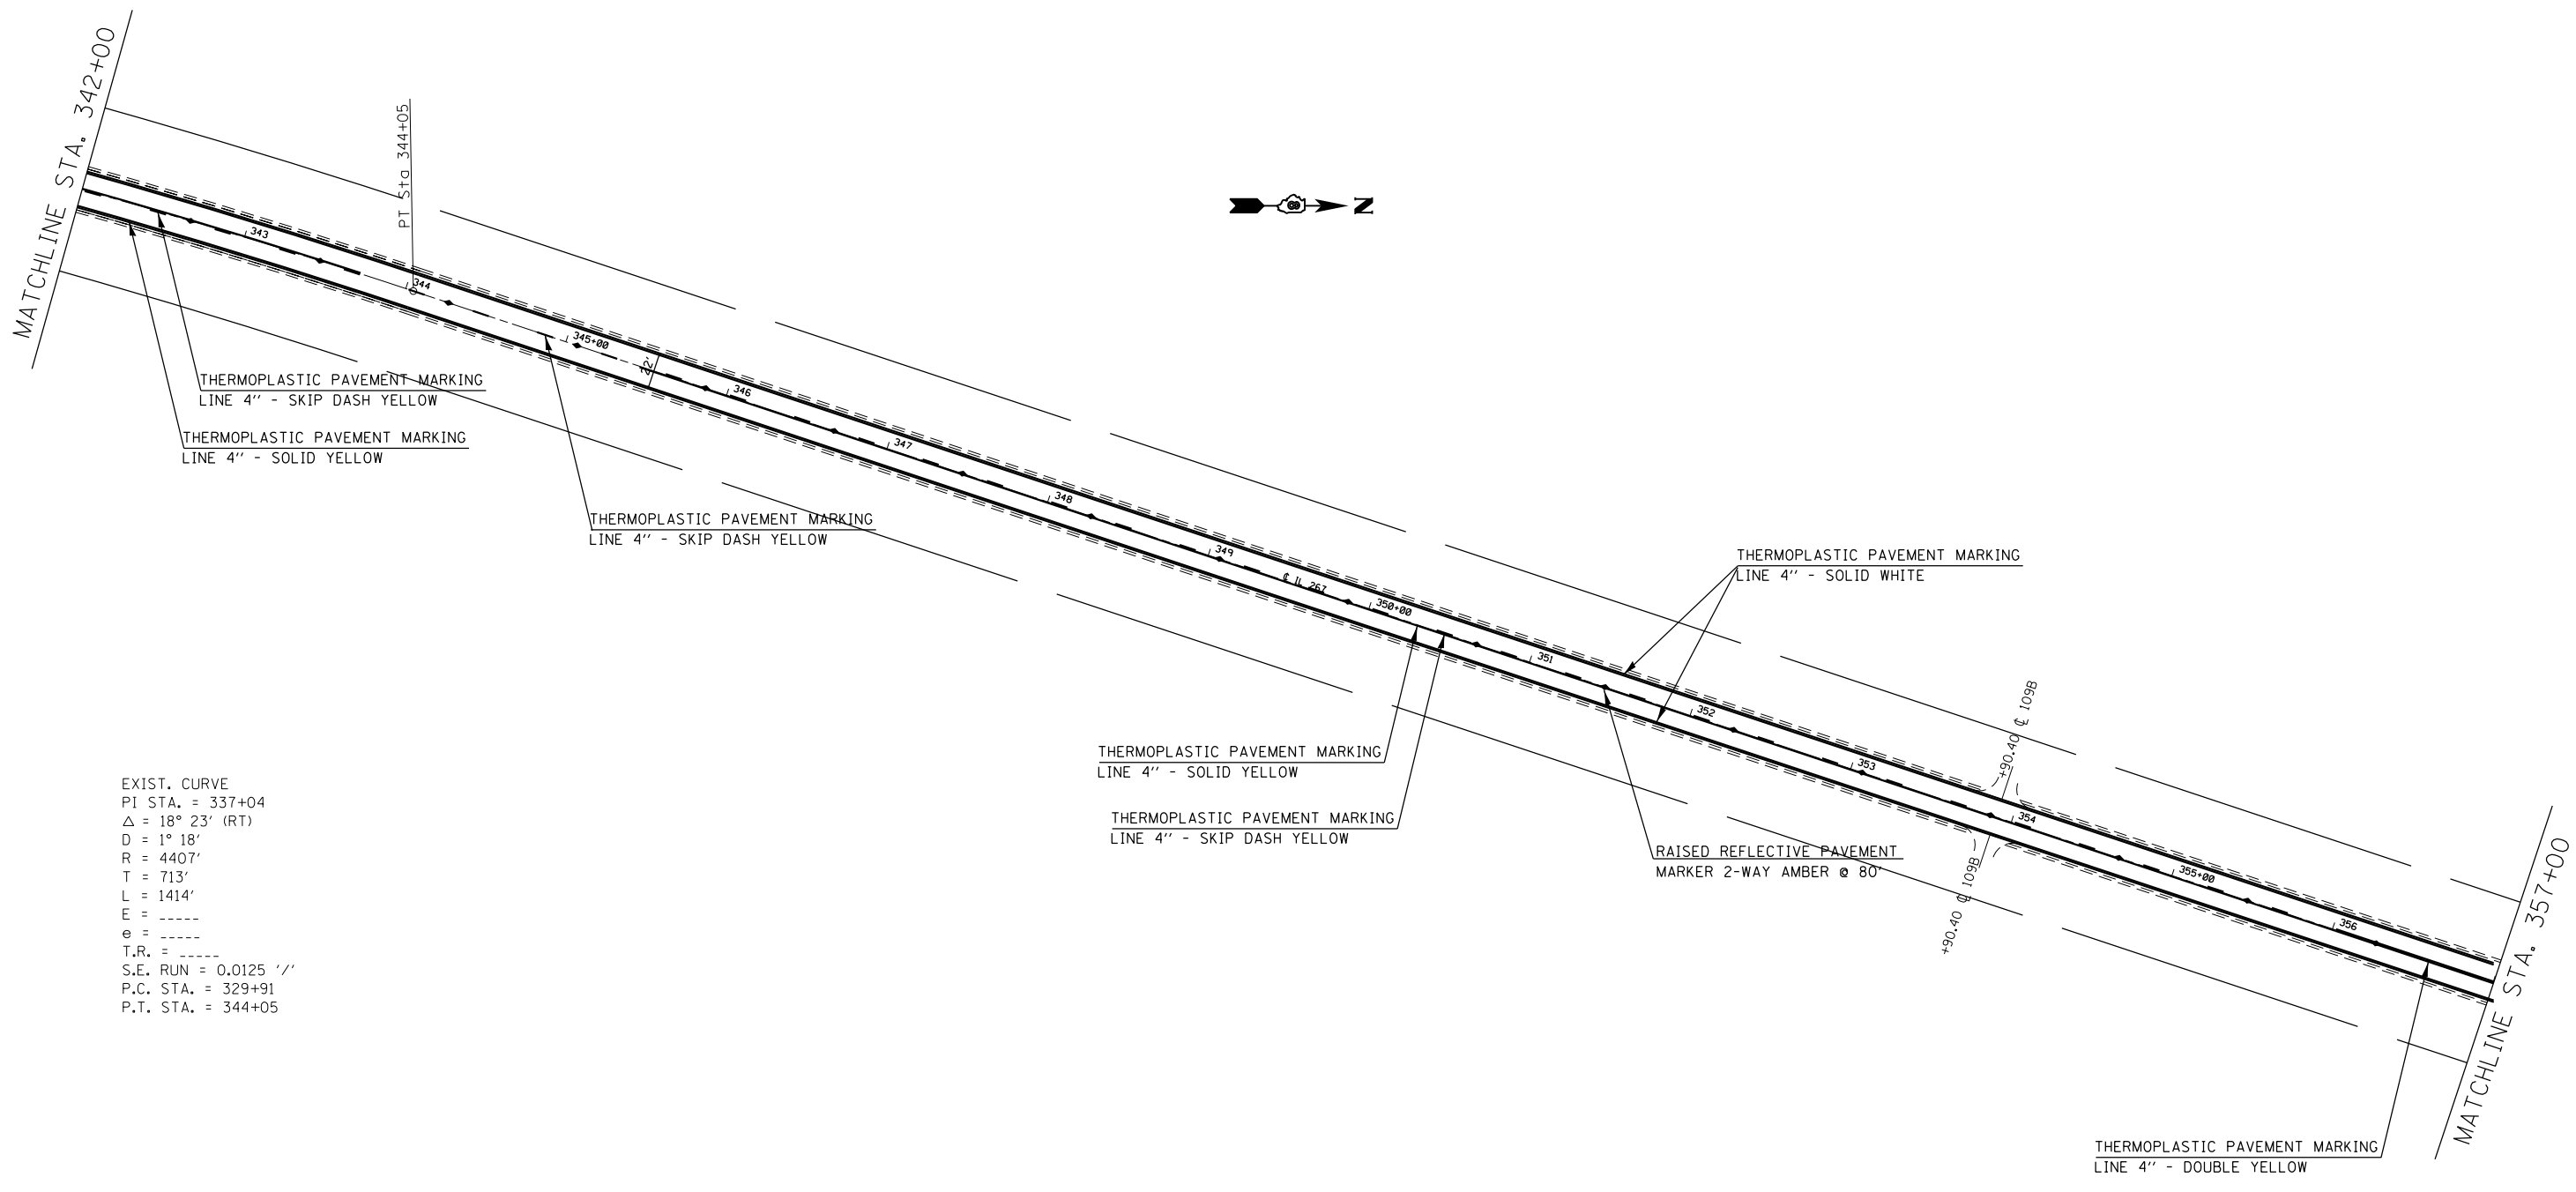 MATCHLINE STA. 342+00
PT Sta 344+05
N
343
344
345+00
22'
346
347
348
349
℄ IL 267
350+00
351
352
353
354
355+00
356
THERMOPLASTIC PAVEMENT MARKING
LINE 4'' - SKIP DASH YELLOW
THERMOPLASTIC PAVEMENT MARKING
LINE 4'' - SOLID YELLOW
THERMOPLASTIC PAVEMENT MARKING
LINE 4'' - SKIP DASH YELLOW
THERMOPLASTIC PAVEMENT MARKING
LINE 4'' - SOLID WHITE
THERMOPLASTIC PAVEMENT MARKING
LINE 4'' - SOLID YELLOW
THERMOPLASTIC PAVEMENT MARKING
LINE 4'' - SKIP DASH YELLOW
RAISED REFLECTIVE PAVEMENT
MARKER 2-WAY AMBER @ 80'
+90.40 ℄ 109B
+90.40 ℄ 109B
THERMOPLASTIC PAVEMENT MARKING
LINE 4'' - DOUBLE YELLOW
MATCHLINE STA. 357+00
EXIST. CURVE
PI STA. = 337+04
△ = 18° 23' (RT)
D = 1° 18'
R = 4407'
T = 713'
L = 1414'
E = _____
e = _____
T.R. = _____
S.E. RUN = 0.0125 '/'
P.C. STA. = 329+91
P.T. STA. = 344+05